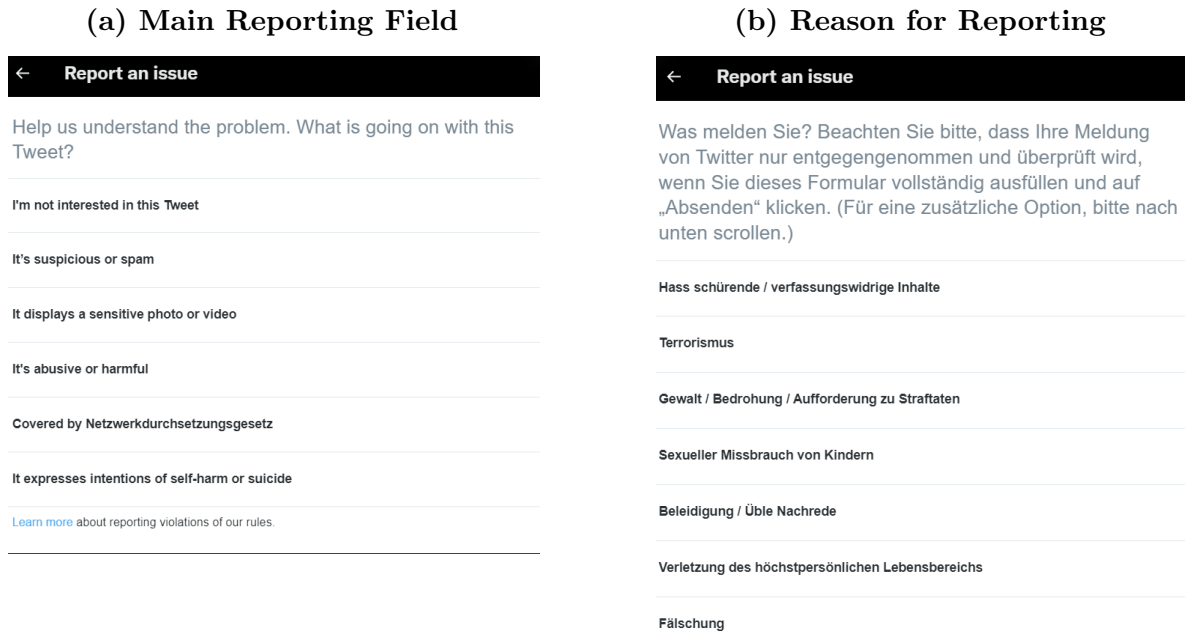 (a) Main Reporting Field
← Report an issue
Help us understand the problem. What is going on with this
Tweet?
I'm not interested in this Tweet
It's suspicious or spam
It displays a sensitive photo or video
It's abusive or harmful
Covered by Netzwerkdurchsetzungsgesetz
It expresses intentions of self-harm or suicide
Learn more about reporting violations of our rules.
(b) Reason for Reporting
← Report an issue
Was melden Sie? Beachten Sie bitte, dass Ihre Meldung
von Twitter nur entgegengenommen und überprüft wird,
wenn Sie dieses Formular vollständig ausfüllen und auf
„Absenden“ klicken. (Für eine zusätzliche Option, bitte nach
unten scrollen.)
Hass schürende / verfassungswidrige Inhalte
Terrorismus
Gewalt / Bedrohung / Aufforderung zu Straftaten
Sexueller Missbrauch von Kindern
Beleidigung / Üble Nachrede
Verletzung des höchstpersönlichen Lebensbereichs
Fälschung